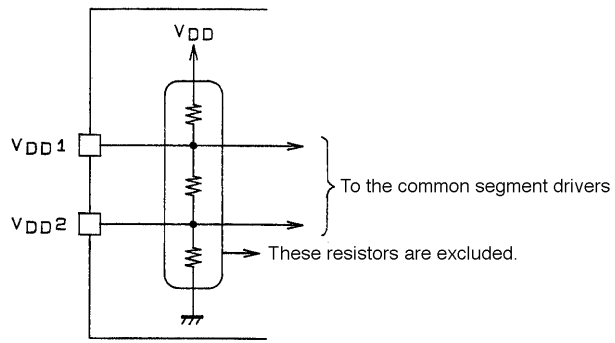 VDD
VDD1
To the common segment drivers
VDD2
These resistors are excluded.